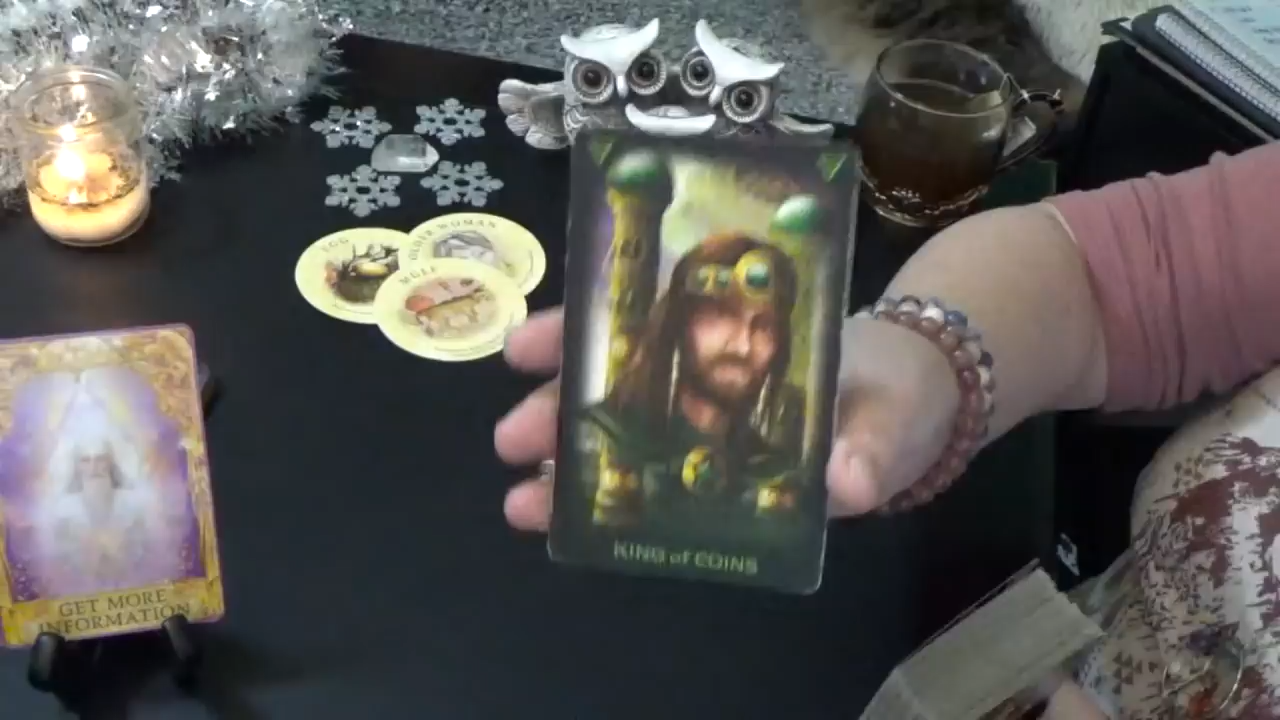 EGG
OLDER WOMAN
MULE
KING of COINS
GET MORE
INFORMATION